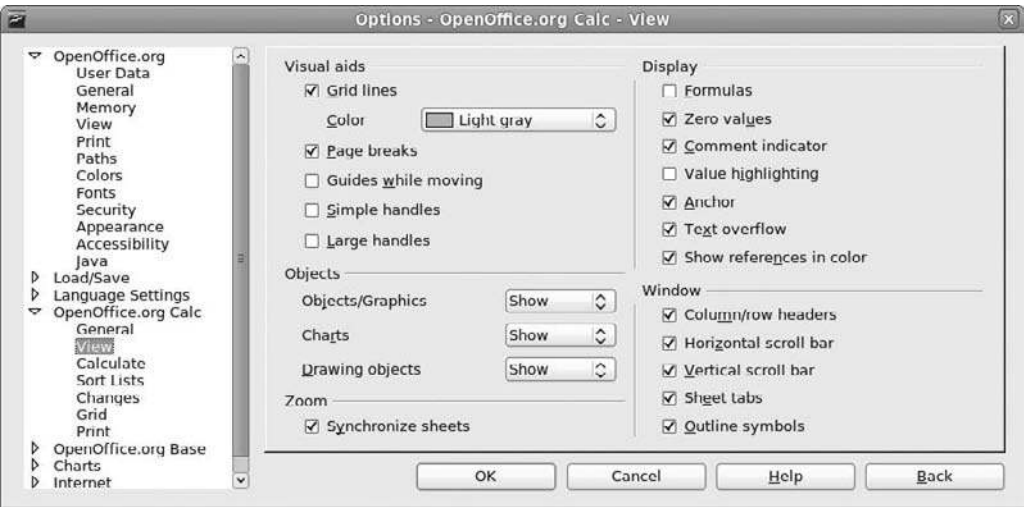 Options - OpenOffice.org Calc - View
OpenOffice.org
User Data
General
Memory
View
Print
Paths
Colors
Fonts
Security
Appearance
Accessibility
Java
Load/Save
Language Settings
OpenOffice.org Calc
General
View
Calculate
Sort Lists
Changes
Grid
Print
OpenOffice.org Base
Charts
Internet
Visual aids
Grid lines
Color Light gray
Page breaks
Guides while moving
Simple handles
Large handles
Objects
Objects/Graphics Show
Charts Show
Drawing objects Show
Zoom
Synchronize sheets
Display
Formulas
Zero values
Comment indicator
Value highlighting
Anchor
Text overflow
Show references in color
Window
Column/row headers
Horizontal scroll bar
Vertical scroll bar
Sheet tabs
Outline symbols
OK Cancel Help Back